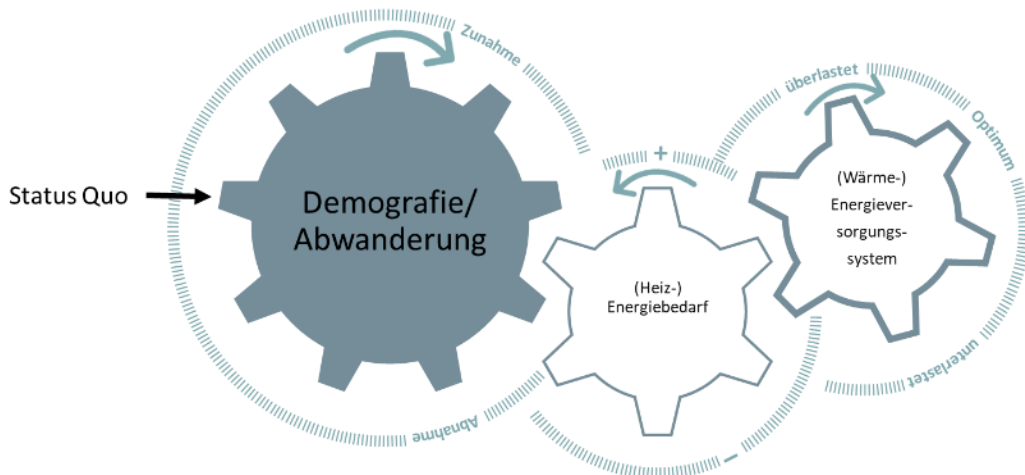 Zunahme
Status Quo
Demografie/
Abwanderung
Abnahme
+
(Heiz-)
Energiebedarf
–
überlastet
Optimum
(Wärme-)
Energiever-
sorgungs-
system
unterlastet